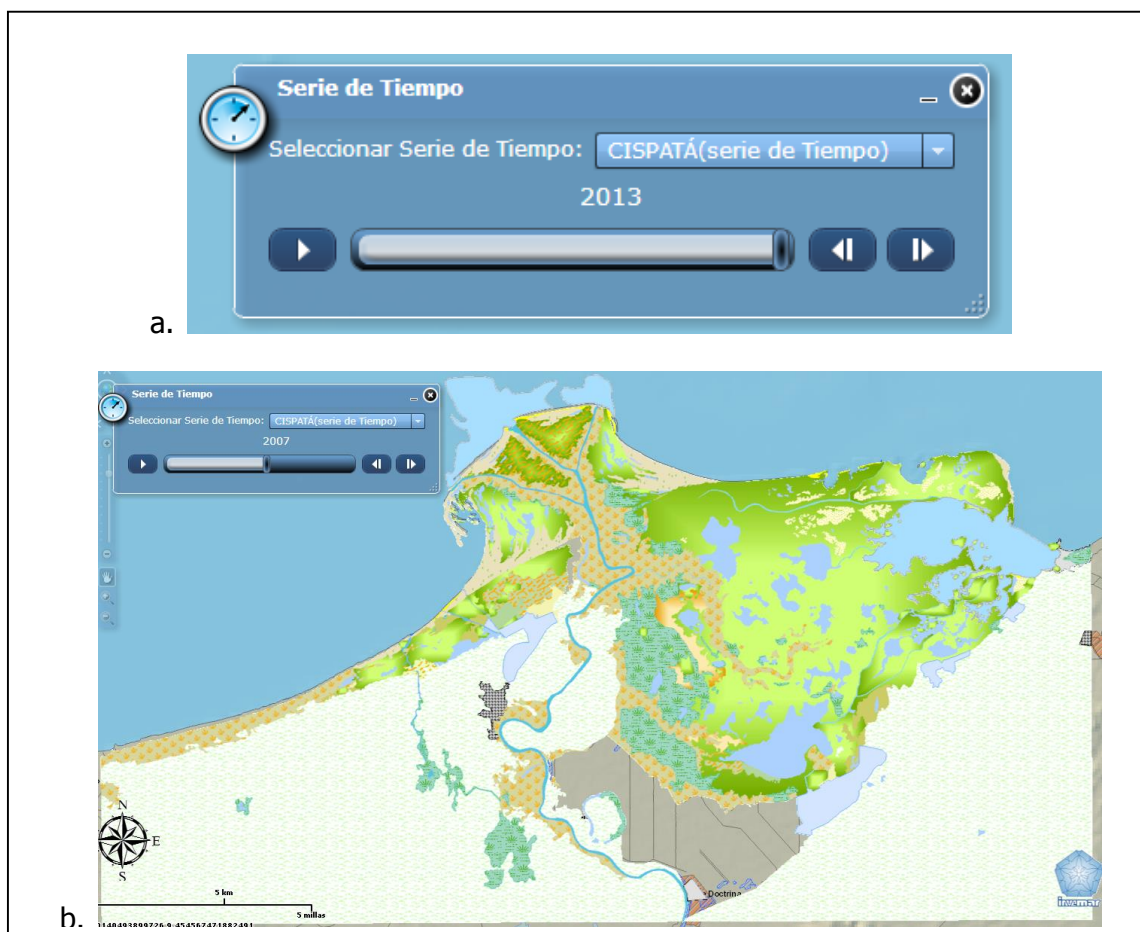 Serie de Tiempo
Seleccionar Serie de Tiempo: CISPATÁ(serie de Tiempo)
2013
a.
Serie de Tiempo
Seleccionar Serie de Tiempo: CISPATÁ(serie de Tiempo)
2007
N
E
S
Doctrina
5 km
5 millas
b.